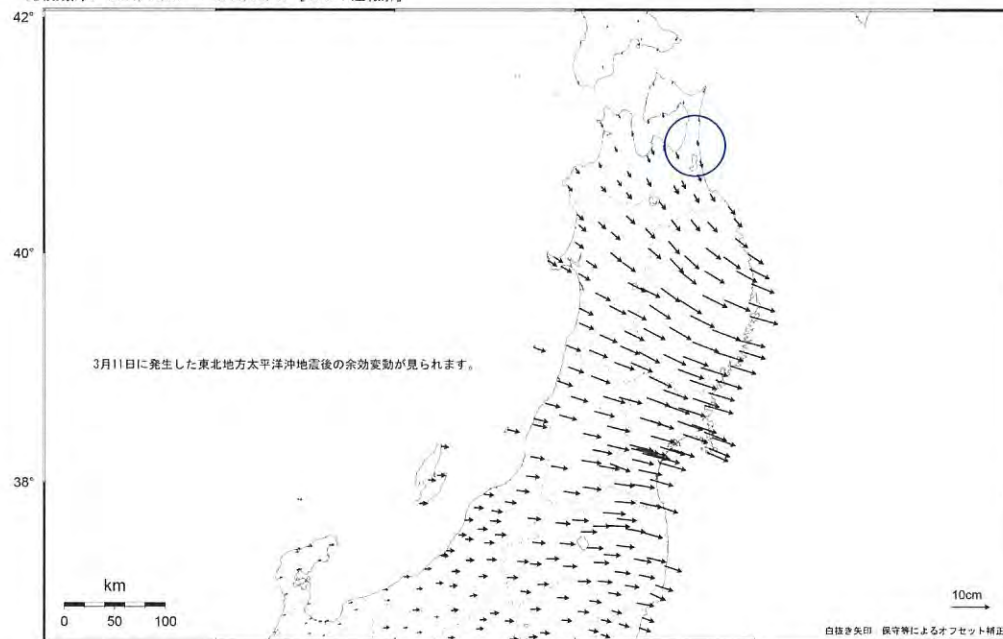 42°
40°
3月11日に発生した東北地方太平洋沖地震後の余効変動が見られます。
38°
km
0 50 100
10cm
白抜き矢印 保守等によるオフセット補正